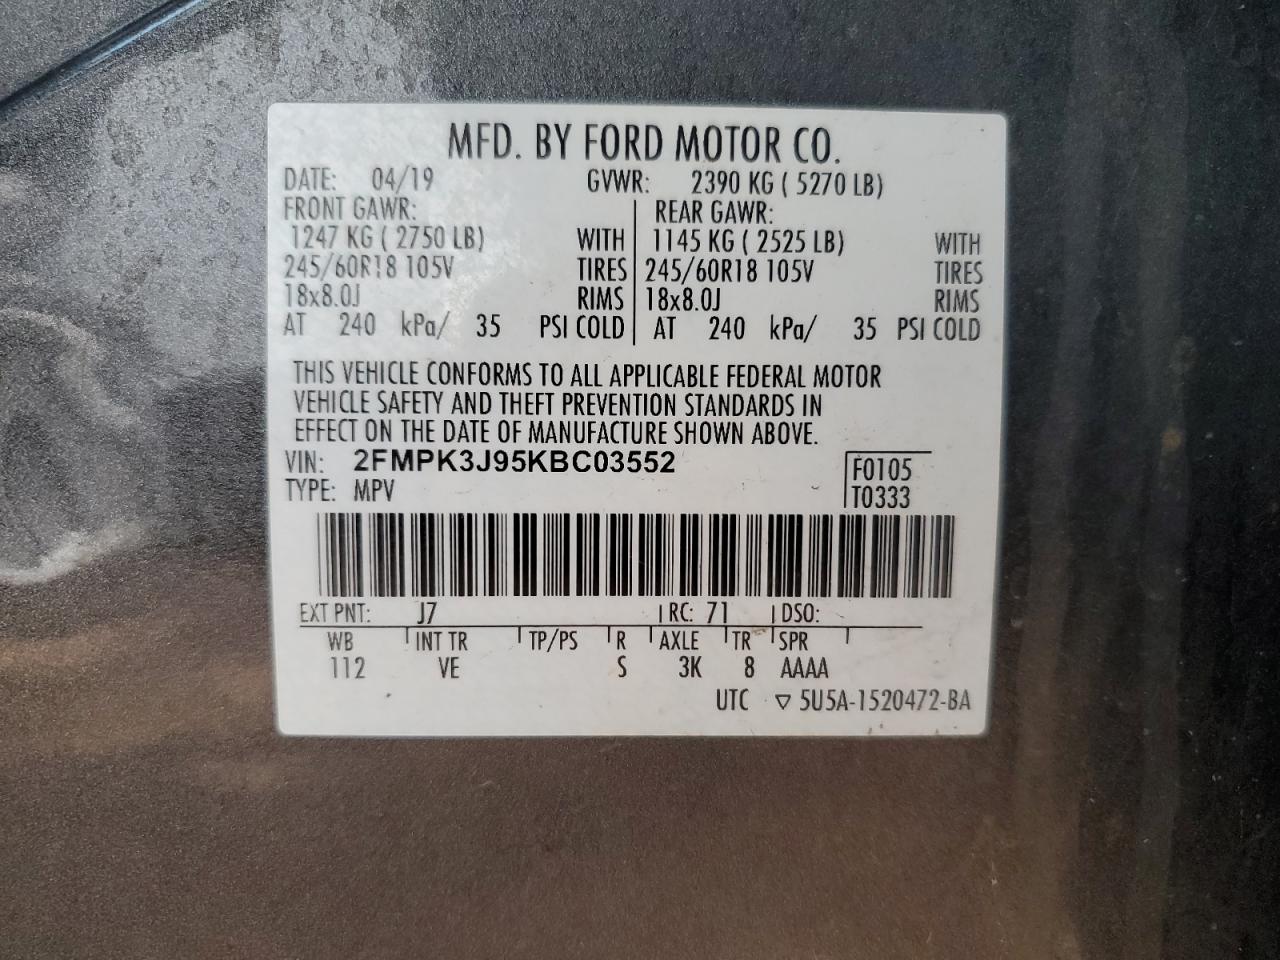 MFD. BY FORD MOTOR CO.
DATE: 04/19 GVWR: 2390 KG ( 5270 LB)
FRONT GAWR: REAR GAWR:
1247 KG ( 2750 LB) WITH 1145 KG ( 2525 LB) WITH
245/60R18 105V TIRES 245/60R18 105V TIRES
18x8.0J RIMS 18x8.0J RIMS
AT 240 kPa/ 35 PSI COLD AT 240 kPa/ 35 PSI COLD
THIS VEHICLE CONFORMS TO ALL APPLICABLE FEDERAL MOTOR
VEHICLE SAFETY AND THEFT PREVENTION STANDARDS IN
EFFECT ON THE DATE OF MANUFACTURE SHOWN ABOVE.
VIN: 2FMPK3J95KBC03552 F0105
TYPE: MPV T0333
EXT PNT: J7 RC: 71 DSO:
WB INT TR TP/PS R AXLE TR SPR
112 VE S 3K 8 AAAA
UTC ▽ 5U5A-1520472-BA